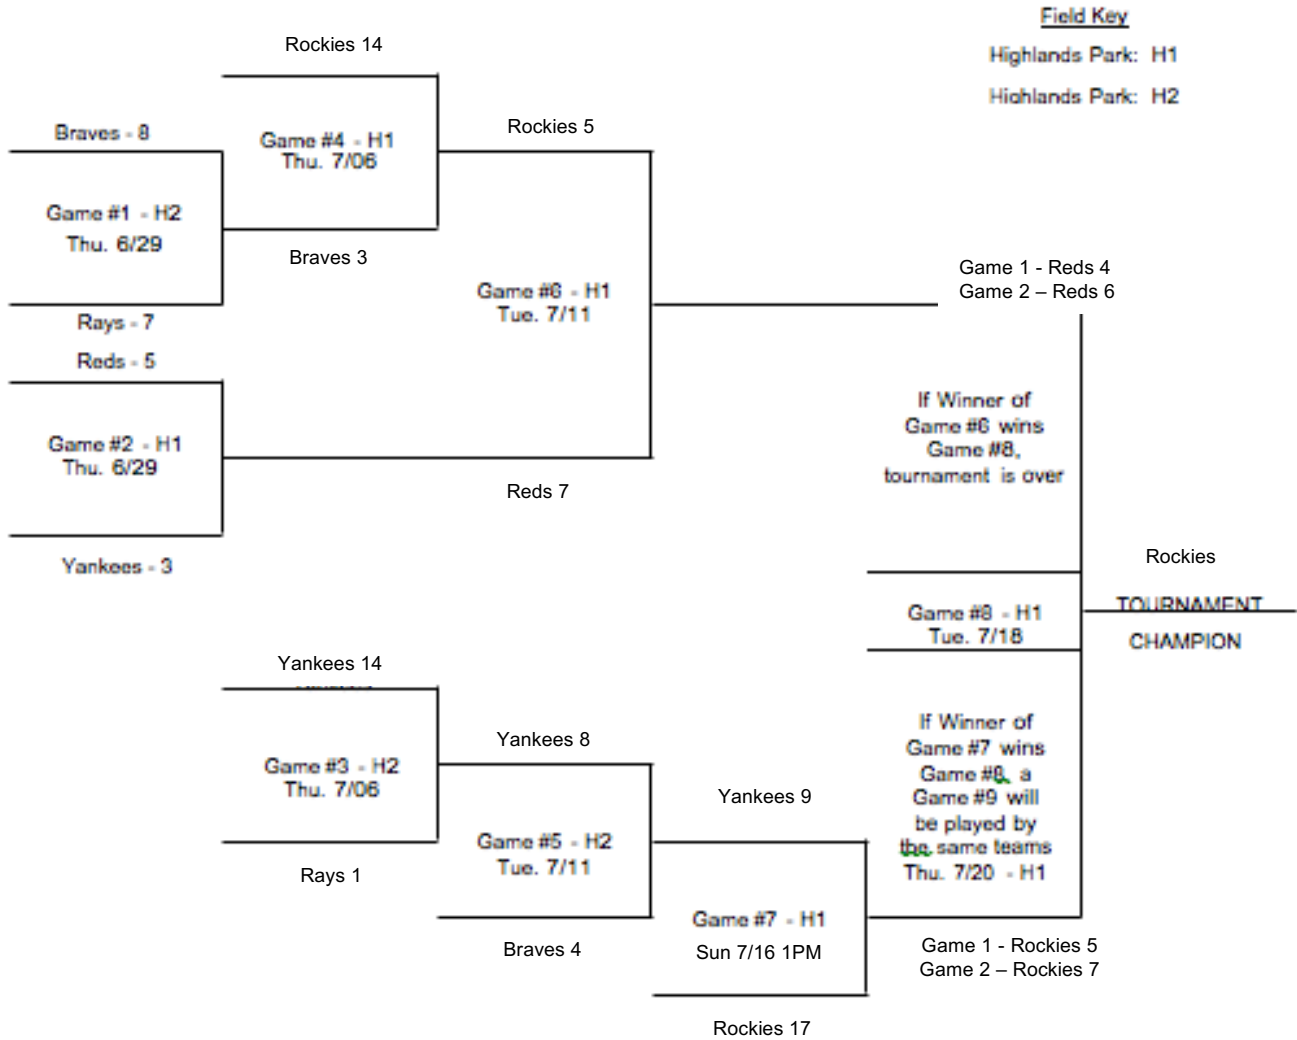 Field Key
Highlands Park: H1
Highlands Park: H2
Rockies 14
Braves - 8
Game #4 - H1
Thu. 7/06
Rockies 5
Game #1 - H2
Thu. 6/29
Braves 3
Rays - 7
Game #6 - H1
Tue. 7/11
Game 1 - Reds 4
Game 2 – Reds 6
Reds - 5
Game #2 - H1
Thu. 6/29
Reds 7
Yankees - 3
If Winner of
Game #6 wins
Game #8,
tournament is over
Rockies
TOURNAMENT
CHAMPION
Game #8 - H1
Tue. 7/18
Yankees 14
Game #3 - H2
Thu. 7/06
Rays 1
Yankees 8
Game #5 - H2
Tue. 7/11
Braves 4
Yankees 9
Game #7 - H1
Sun 7/16 1PM
Rockies 17
If Winner of
Game #7 wins
Game #8, a
Game #9 will
be played by
the same teams
Thu. 7/20 - H1
Game 1 - Rockies 5
Game 2 – Rockies 7